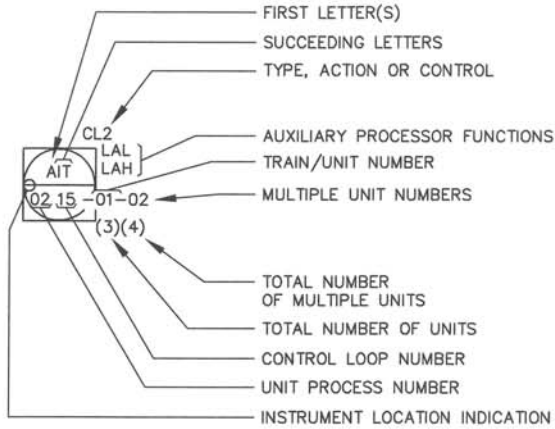 FIRST LETTER(S)
SUCCEEDING LETTERS
TYPE, ACTION OR CONTROL
CL2
LAL
LAH
AUXILIARY PROCESSOR FUNCTIONS
AIT
TRAIN/UNIT NUMBER
02 15 -01-02
MULTIPLE UNIT NUMBERS
(3)(4)
TOTAL NUMBER
OF MULTIPLE UNITS
TOTAL NUMBER OF UNITS
CONTROL LOOP NUMBER
UNIT PROCESS NUMBER
INSTRUMENT LOCATION INDICATION